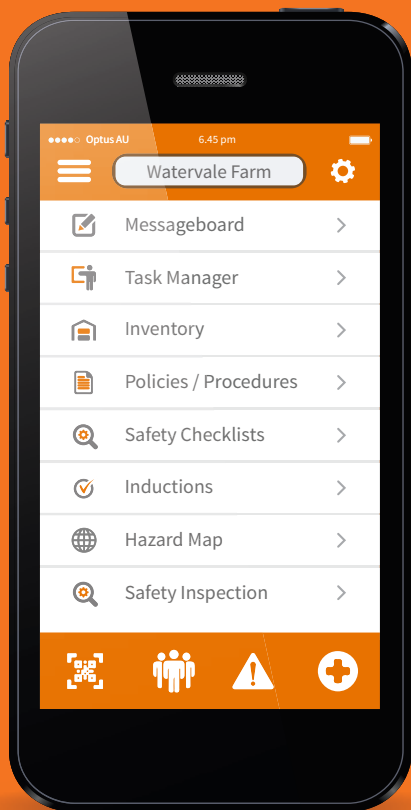 Optus AU 6.45 pm
Watervale Farm
Messageboard
Task Manager
Inventory
Policies / Procedures
Safety Checklists
Inductions
Hazard Map
Safety Inspection